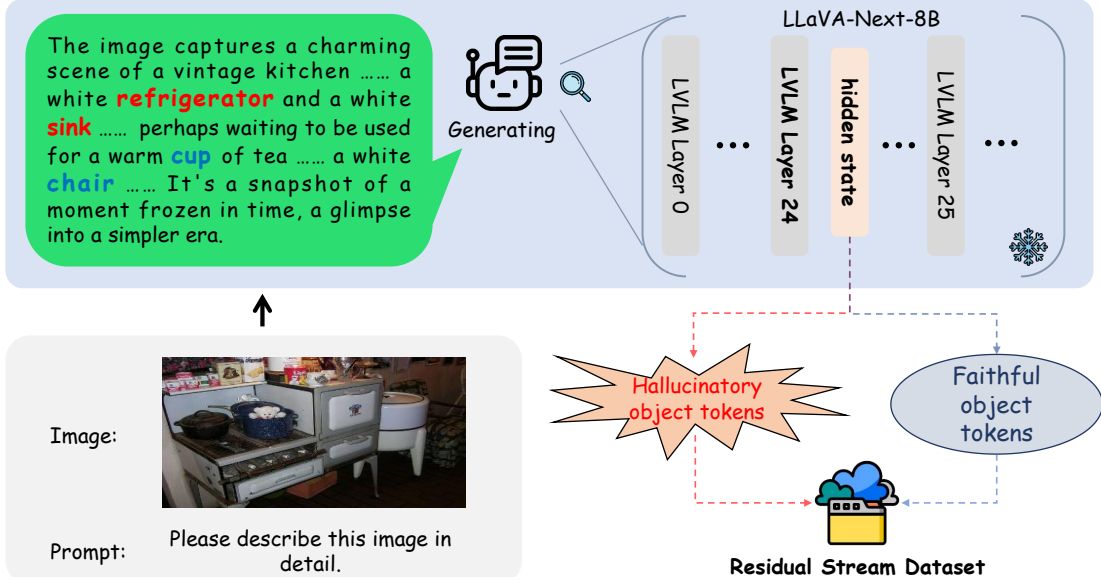 The image captures a charming
scene of a vintage kitchen …… a
white refrigerator and a white
sink …… perhaps waiting to be used
for a warm cup of tea …… a white
chair …… It's a snapshot of a
moment frozen in time, a glimpse
into a simpler era.
Generating
LLaVA-Next-8B
LVLM Layer 0
LVLM Layer 24
hidden state
LVLM Layer 25
Hallucinatory
object tokens
Faithful
object
tokens
Image:
Prompt:
Please describe this image in
detail.
Residual Stream Dataset